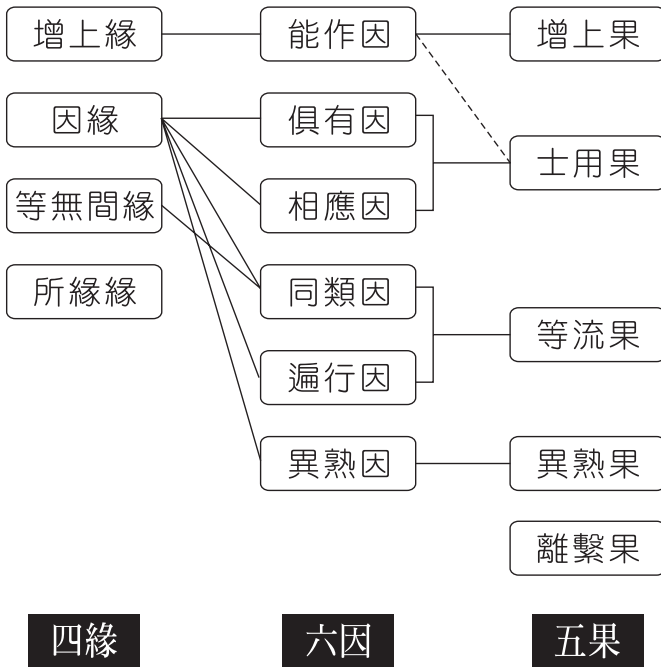 增上緣 能作因 增上果
因緣 俱有因 士用果
等無間緣 相應因
所緣緣 同類因 等流果
遍行因
異熟因 異熟果
離繫果
四緣 六因 五果